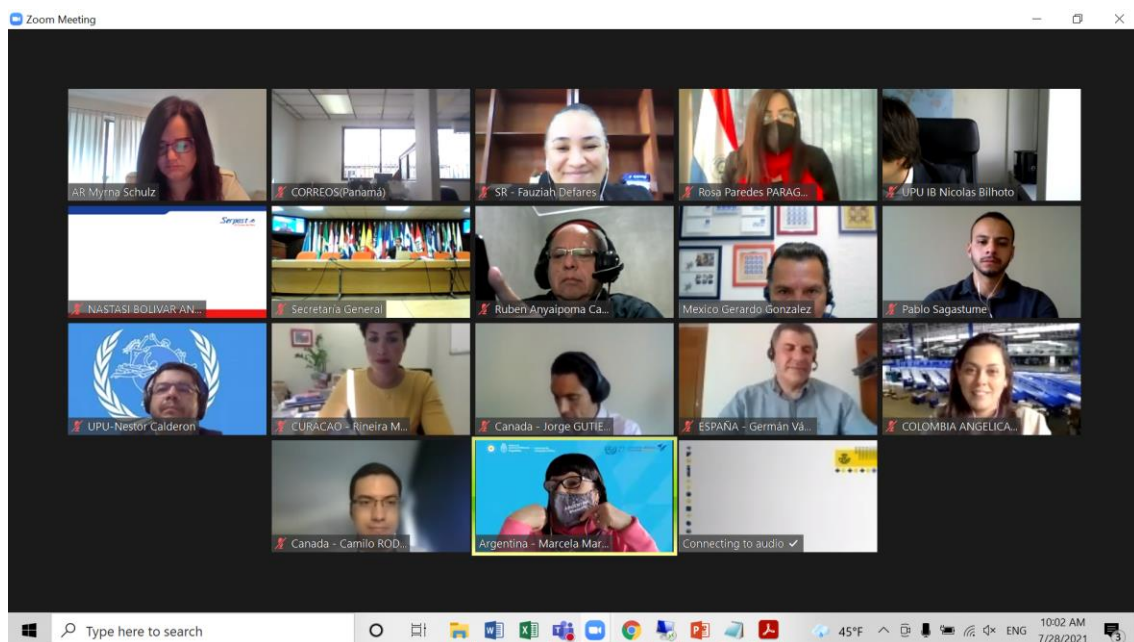 Zoom Meeting
AR Myrna Schulz
CORREOS(Panamá)
SR - Fauziah Defares
Rosa Paredes PARAG...
UPU IB Nicolas Bilhoto
Serpost
NASTASI BOLIVAR AN...
Secretaría General
Ruben Anyaipoma Ca...
Mexico Gerardo Gonzalez
Pablo Sagastume
UPU-Nestor Calderon
CURACAO - Rineira M...
Canada - Jorge GUTIE...
ESPAÑA - Germán Vá...
COLOMBIA ANGELICA...
Canada - Camilo ROD...
Argentina - Marcela Mar...
Connecting to audio
Type here to search
45°F
ENG
10:02 AM
7/28/2021
3